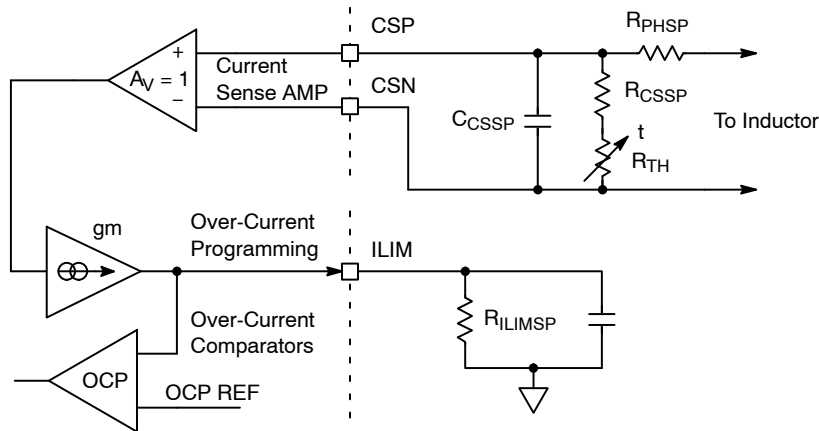 CSP
R_PHSP
+
A_V = 1
−
Current
Sense AMP
CSN
R_CSSP
C_CSSP
t
To Inductor
R_TH
gm
Over-Current
Programming
ILIM
R_ILIMSP
Over-Current
Comparators
OCP
OCP REF